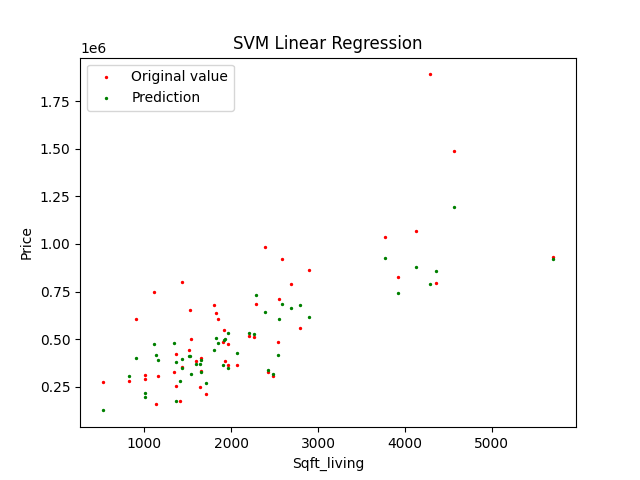 SVM Linear Regression
1e6
Original value
Prediction
1.75
1.50
1.25
1.00
0.75
0.50
0.25
Price
1000 2000 3000 4000 5000
Sqft_living